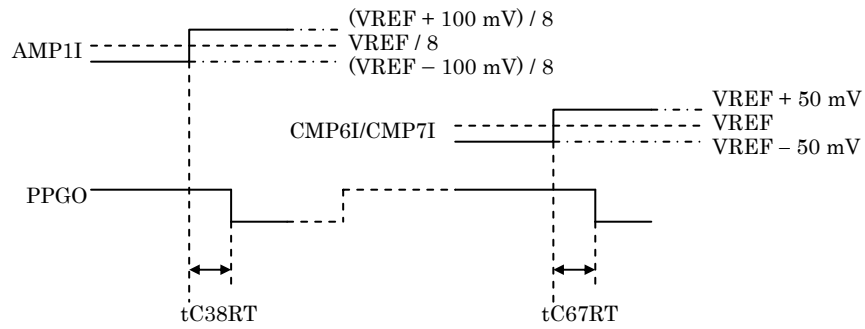 (VREF + 100 mV) / 8
AMP1I
VREF / 8
(VREF – 100 mV) / 8
VREF + 50 mV
CMP6I/CMP7I
VREF
VREF – 50 mV
PPGO
tC38RT
tC67RT